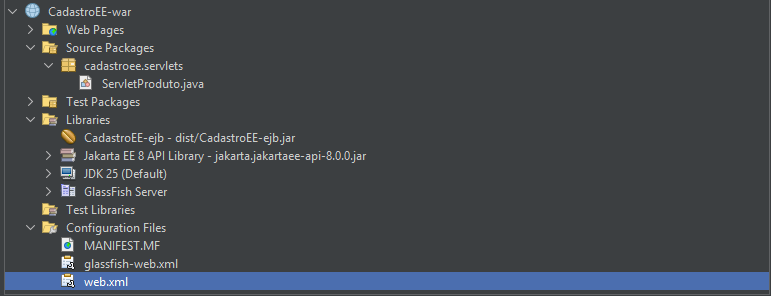 CadastroEE-war
Web Pages
Source Packages
cadastroee.servlets
ServletProduto.java
Test Packages
Libraries
CadastroEE-ejb - dist/CadastroEE-ejb.jar
Jakarta EE 8 API Library - jakarta.jakartaee-api-8.0.0.jar
JDK 25 (Default)
GlassFish Server
Test Libraries
Configuration Files
MANIFEST.MF
glassfish-web.xml
web.xml